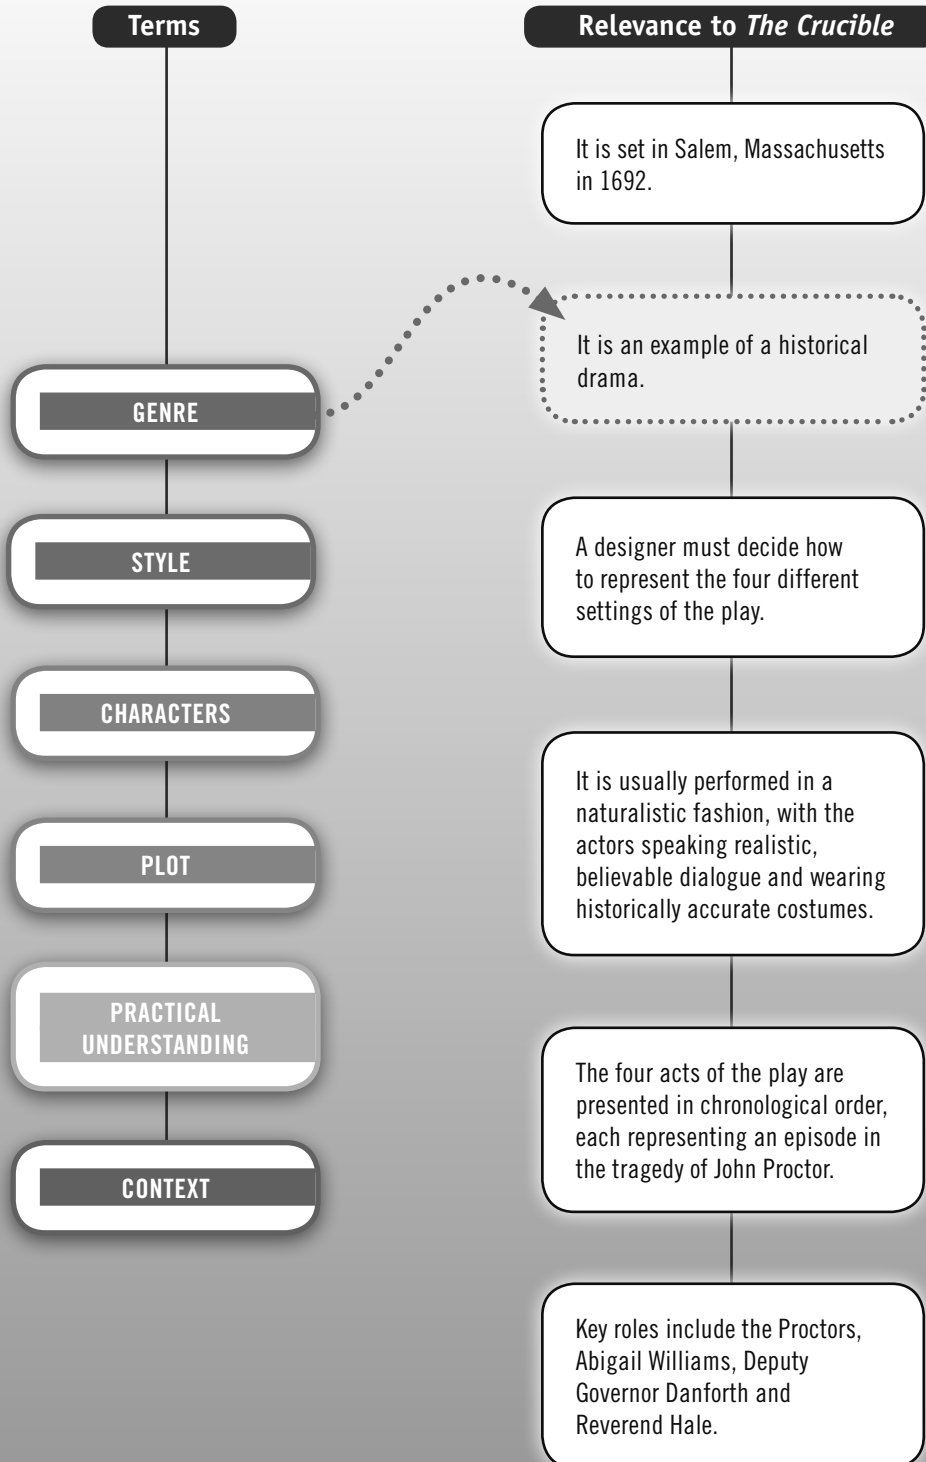 Terms
GENRE
STYLE
CHARACTERS
PLOT
PRACTICAL
UNDERSTANDING
CONTEXT
Relevance to The Crucible
It is set in Salem, Massachusetts
in 1692.
It is an example of a historical
drama.
A designer must decide how
to represent the four different
settings of the play.
It is usually performed in a
naturalistic fashion, with the
actors speaking realistic,
believable dialogue and wearing
historically accurate costumes.
The four acts of the play are
presented in chronological order,
each representing an episode in
the tragedy of John Proctor.
Key roles include the Proctors,
Abigail Williams, Deputy
Governor Danforth and
Reverend Hale.